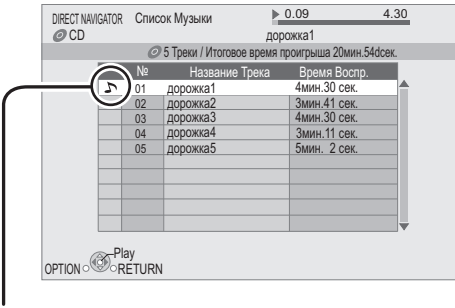 DIRECT NAVIGATOR Список Музыки 0.09 4.30
CD дорожка1
5 Треки / Итоговое время проигрыша 20мин.54dсек.
№ Название Трека Время Воспр.
01 дорожка1 4мин.30 сек.
02 дорожка2 3мин.41 сек.
03 дорожка3 4мин.30 сек.
04 дорожка4 3мин.11 сек.
05 дорожка5 5мин. 2 сек.
Play
OPTION RETURN